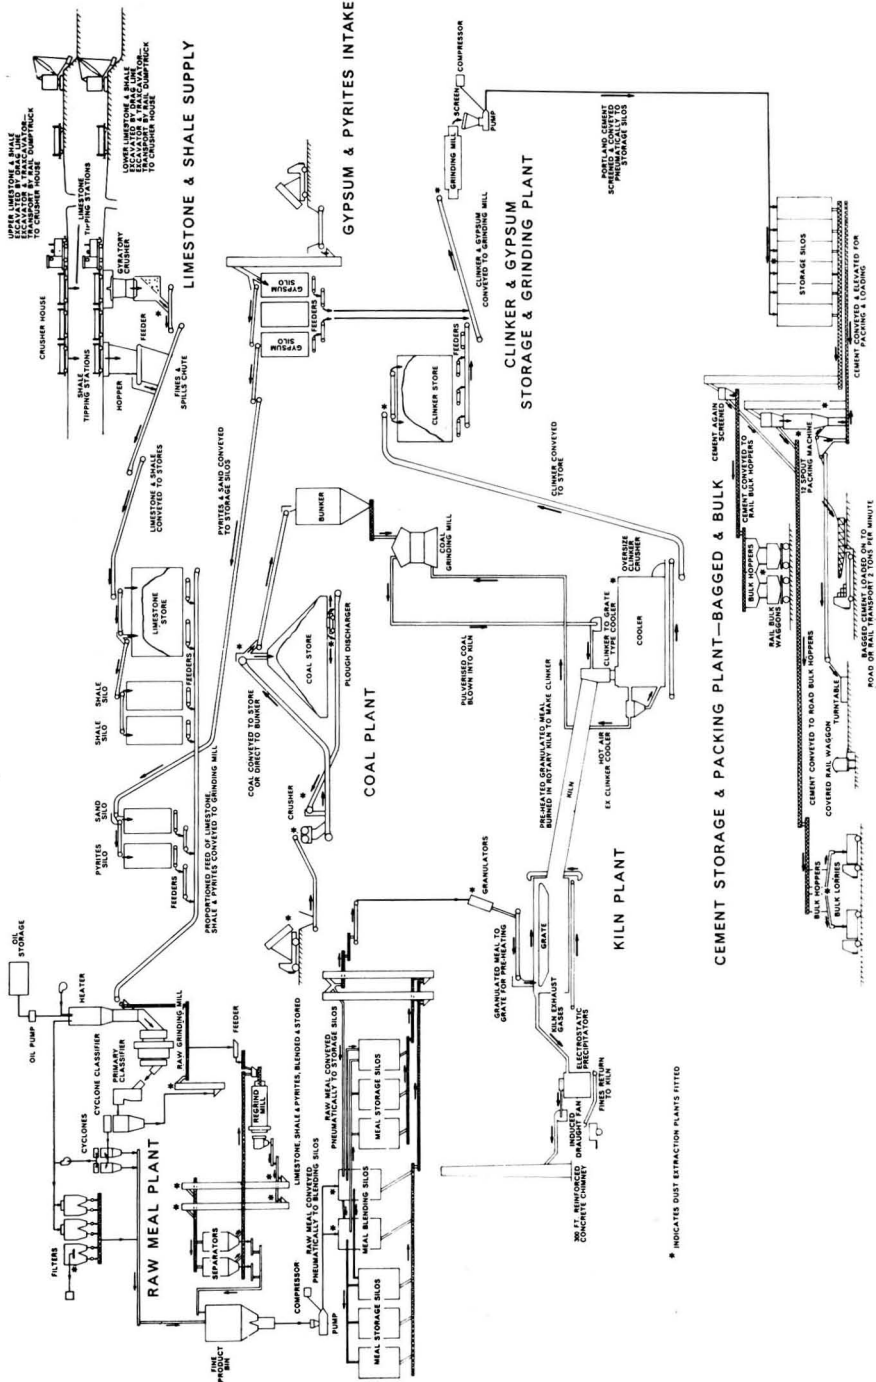 LIMESTONE & SHALE SUPPLY
UPPER LIMESTONE & SHALE
EXCAVATED BY DRAG LINE
EXCAVATOR & TRAXCAVATOR—
TRANSPORT BY RAIL DUMPTRUCK
TO CRUSHER HOUSE
LOWER LIMESTONE & SHALE
EXCAVATED BY DRAG LINE
EXCAVATOR & TRAXCAVATOR—
TRANSPORT BY RAIL DUMPTRUCK
TO CRUSHER HOUSE
LIMESTONE
TIPPING STATIONS
CRUSHER HOUSE
GYRATORY
CRUSHER
FEEDER
SHALE
TIPPING STATIONS
HOPPER
FINES &
SPILLS CHUTE
LIMESTONE & SHALE
CONVEYED TO STORES
LIMESTONE
STORE
FEEDERS
SHALE
SILO
SHALE
SILO
SAND
SILO
PYRITES
SILO
FEEDERS
PROPORTIONED FEED OF LIMESTONE,
SHALE & PYRITES CONVEYED TO GRINDING MILL
GYPSUM & PYRITES INTAKE
GYPSUM
SILO
GYPSUM
SILO
FEEDERS
PYRITES & SAND CONVEYED
TO STORAGE SILOS
RAW MEAL PLANT
OIL
STORAGE
OIL PUMP
HEATER
RAW GRINDING MILL
PRIMARY
CLASSIFIER
CYCLONE CLASSIFIER
CYCLONES
FILTERS
FEEDER
REGRIND
MILL
SEPARATORS
FINE
PRODUCT
BIN
COMPRESSOR
PUMP
RAW MEAL CONVEYED
PNEUMATICALLY TO BLENDING SILOS
LIMESTONE, SHALE & PYRITES, BLENDED & STORED
RAW MEAL CONVEYED
PNEUMATICALLY TO STORAGE SILOS
MEAL STORAGE SILOS
MEAL BLENDING SILOS
MEAL STORAGE SILOS
COAL PLANT
CRUSHER
COAL CONVEYED TO STORE
OR DIRECT TO BUNKER
COAL STORE
PLOUGH DISCHARGER
BUNKER
COAL
GRINDING MILL
PULVERISED COAL
BLOWN INTO KILN
KILN PLANT
GRANULATORS
GRANULATED MEAL TO
GRATE FOR PRE-HEATING
GRATE
KILN EXHAUST
GASES
ELECTROSTATIC
PRECIPITATORS
FINES RETURN
TO KILN
INDUCED
DRAUGHT FAN
300 FT. REINFORCED
CONCRETE CHIMNEY
PRE-HEATED GRANULATED MEAL
BURNED IN ROTARY KILN TO MAKE CLINKER
KILN
HOT AIR
EX CLINKER COOLER
CLINKER TO GRATE
TYPE COOLER
COOLER
OVERSIZE
CLINKER
CRUSHER
CLINKER CONVEYED
TO STORE
CLINKER & GYPSUM
STORAGE & GRINDING PLANT
CLINKER STORE
FEEDERS
CLINKER & GYPSUM
CONVEYED TO GRINDING MILL
GRINDING MILL
SCREEN
COMPRESSOR
PUMP
PORTLAND CEMENT
SCREENED & CONVEYED
PNEUMATICALLY TO
STORAGE SILOS
CEMENT STORAGE & PACKING PLANT—BAGGED & BULK
STORAGE SILOS
CEMENT CONVEYED & ELEVATED FOR
PACKING & LOADING
CEMENT AGAIN
SCREENED
CEMENT CONVEYED TO
RAIL BULK HOPPERS
12 SPOUT
PACKING MACHINE
BULK HOPPERS
RAIL BULK
WAGGONS
BAGGED CEMENT LOADED ON TO
ROAD OR RAIL TRANSPORT 2 TONS PER MINUTE
CEMENT CONVEYED TO ROAD BULK HOPPERS
TURNTABLE
COVERED RAIL WAGGON
BULK HOPPERS
BULK LORRIES
* INDICATES DUST EXTRACTION PLANTS FITTED